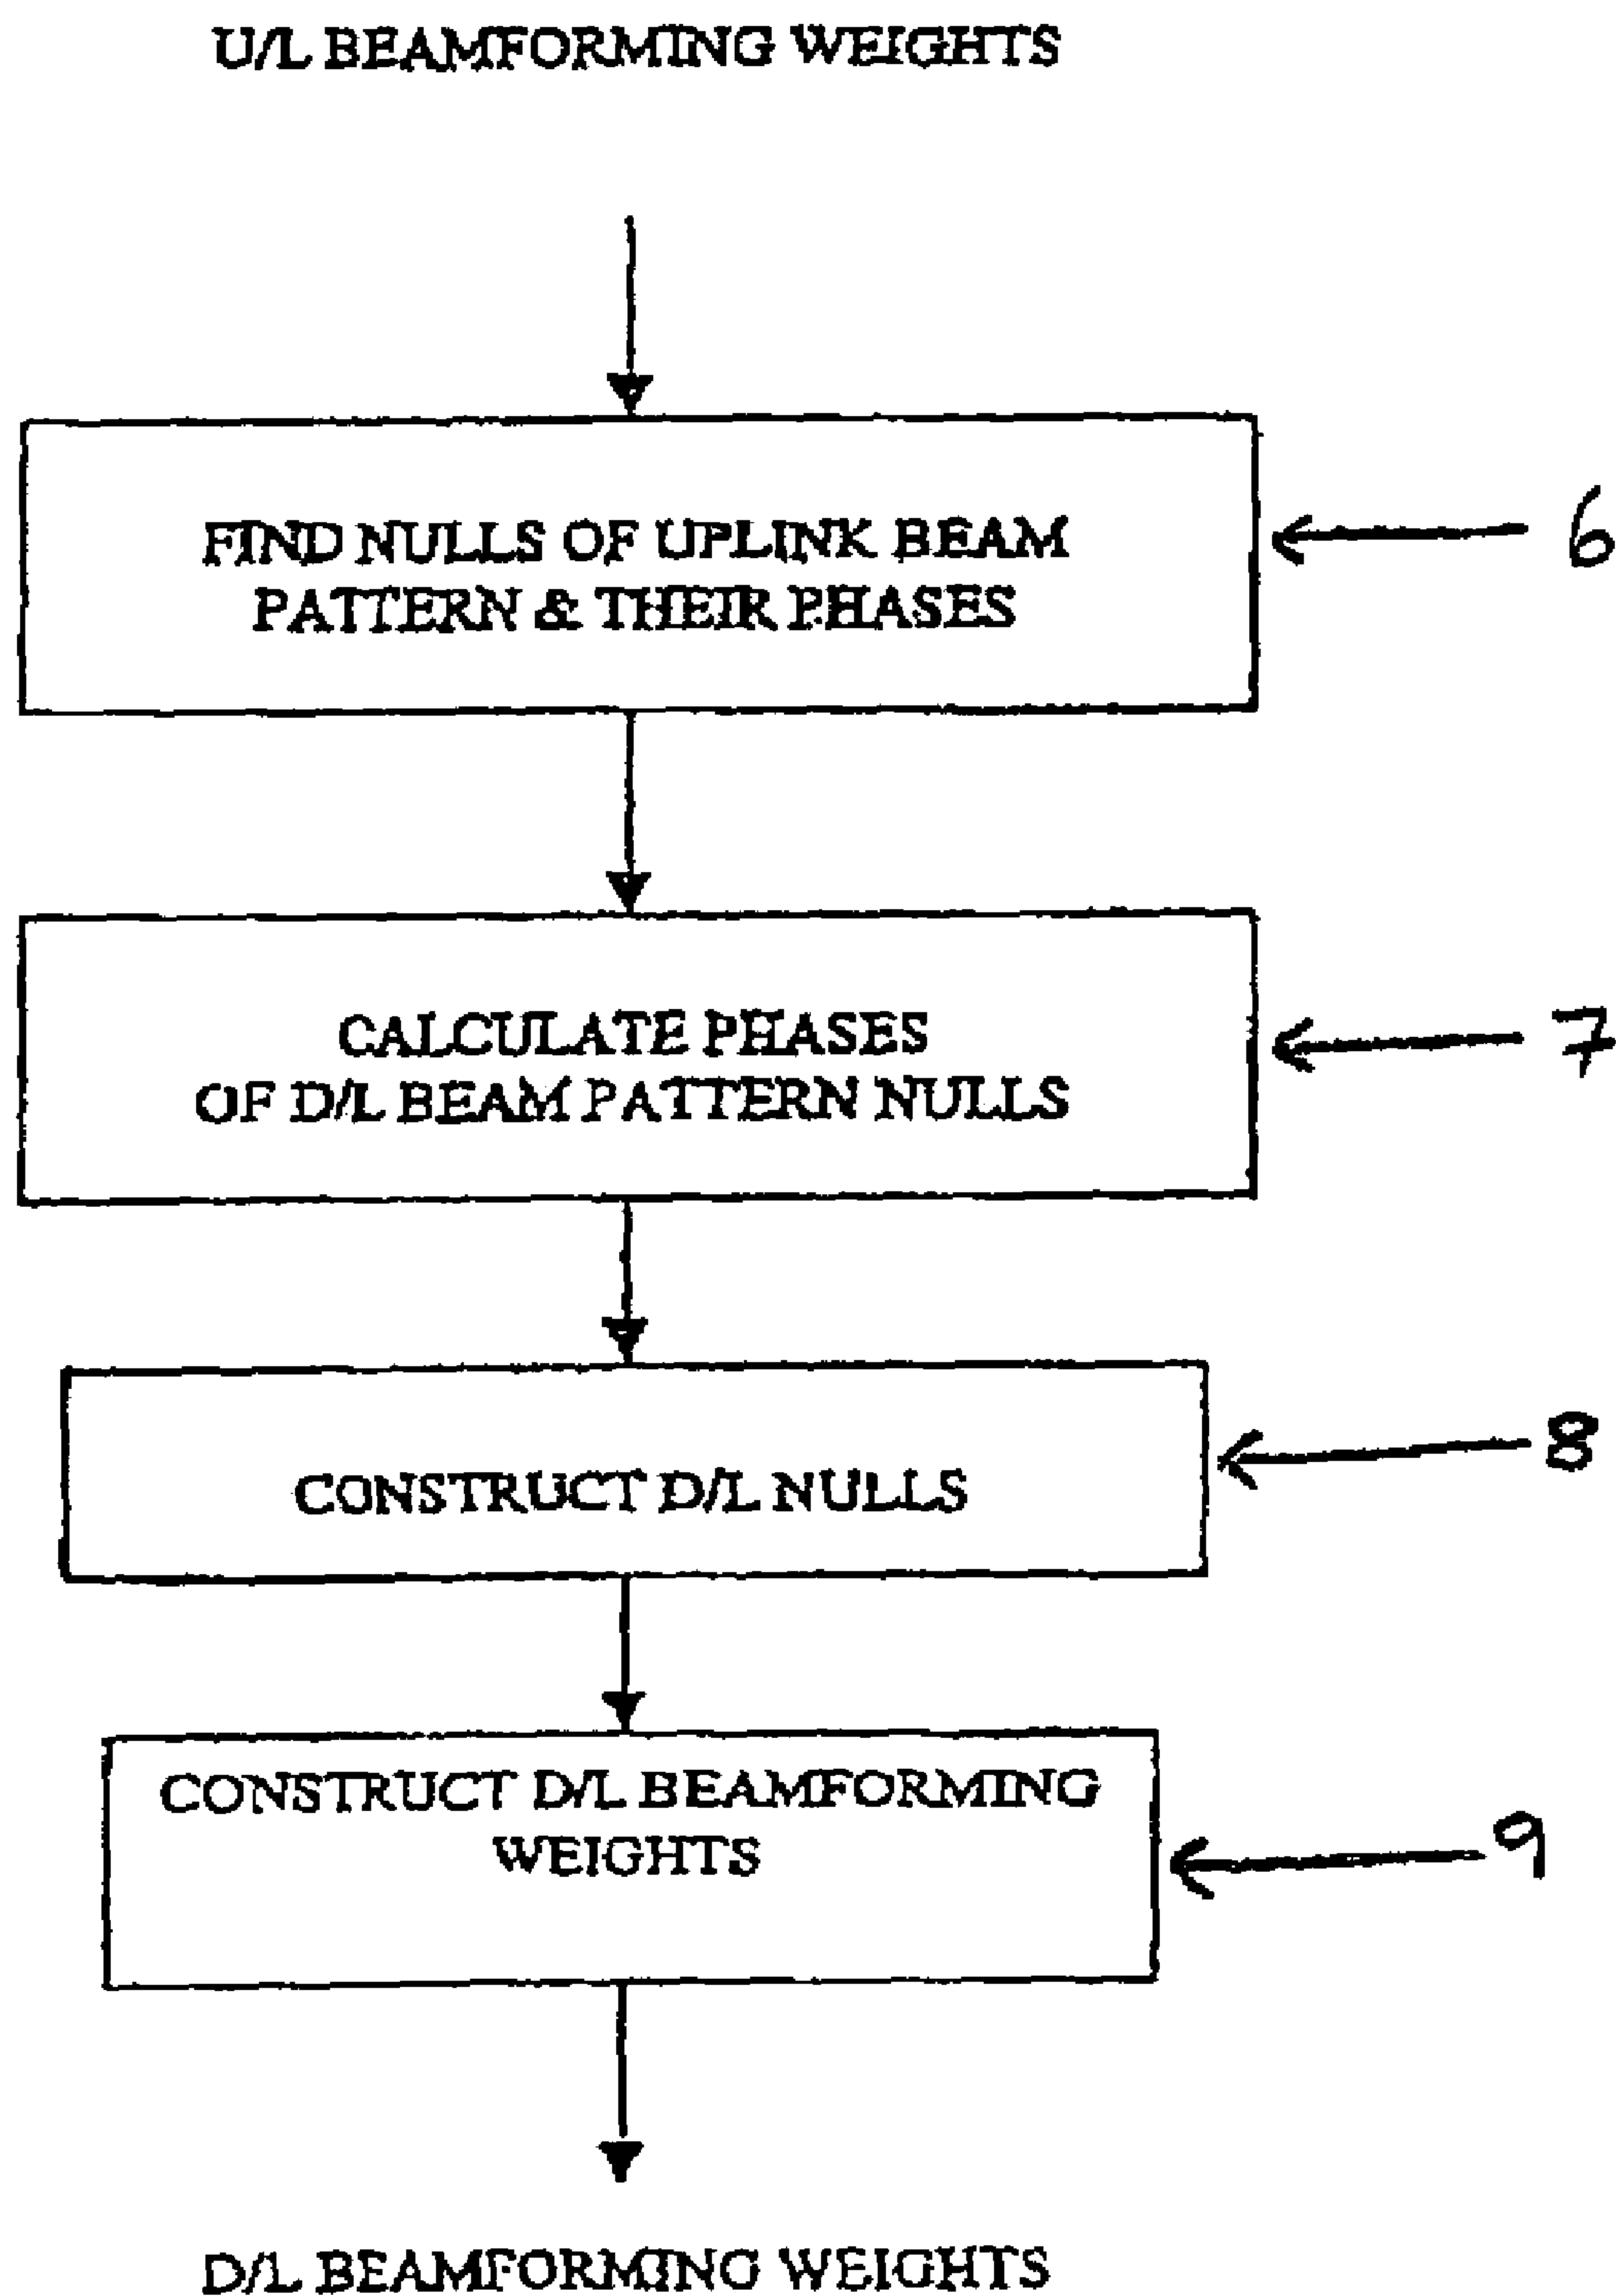 U/L BEAMFORMING WEIGHTS
FIND NULLS OF UPLINK BEAM
PATTERN & THEIR PHASES
6
CALCULATE PHASES
OF D/L BEAM PATTERN NULLS
7
CONSTRUCT D/L NULLS
8
CONSTRUCT D/L BEAMFORMING
WEIGHTS
9
D/L BEAMFORMING WEIGHTS